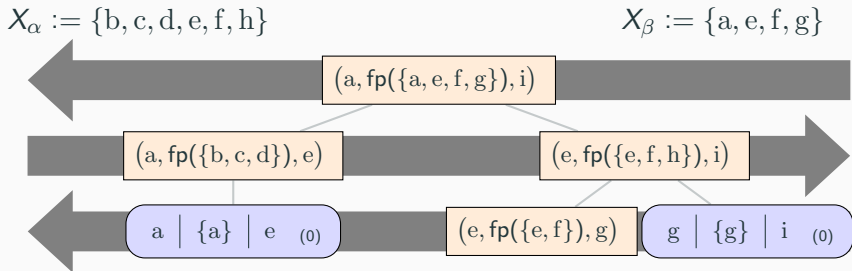 X_α := {b, c, d, e, f, h} X_β := {a, e, f, g}
(a, fp({a, e, f, g}), i)
(a, fp({b, c, d}), e) (e, fp({e, f, h}), i)
a | {a} | e (0) (e, fp({e, f}), g) g | {g} | i (0)